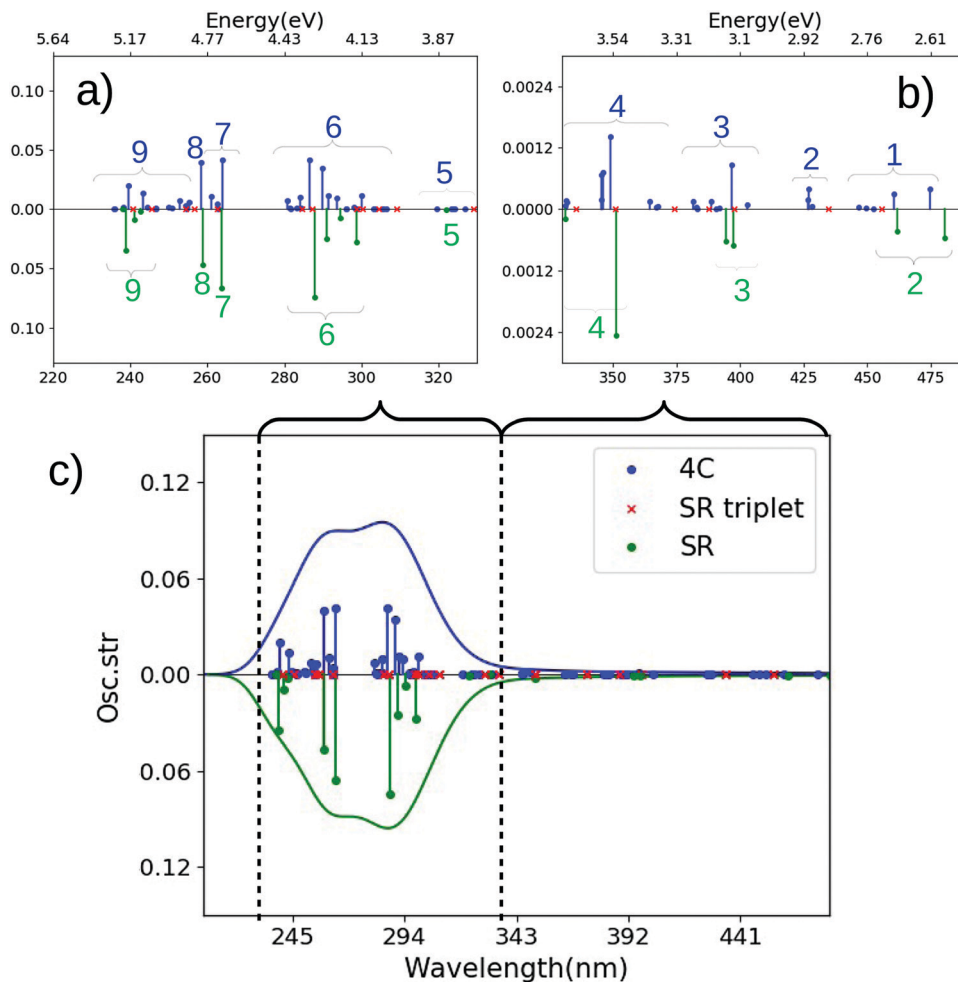 Energy(eV)
5.64 5.17 4.77 4.43 4.13 3.87
a)
0.10
0.05
0.00
0.05
0.10
9 8 7 6 5
9 8 7 6 5
220 240 260 280 300 320
Energy(eV)
3.54 3.31 3.1 2.92 2.76 2.61
b)
0.0024
0.0012
0.0000
0.0012
0.0024
4 3 2 1
4 3 2
350 375 400 425 450 475
c)
4C
SR triplet
SR
Osc.str
0.12
0.06
0.00
0.06
0.12
245 294 343 392 441
Wavelength(nm)